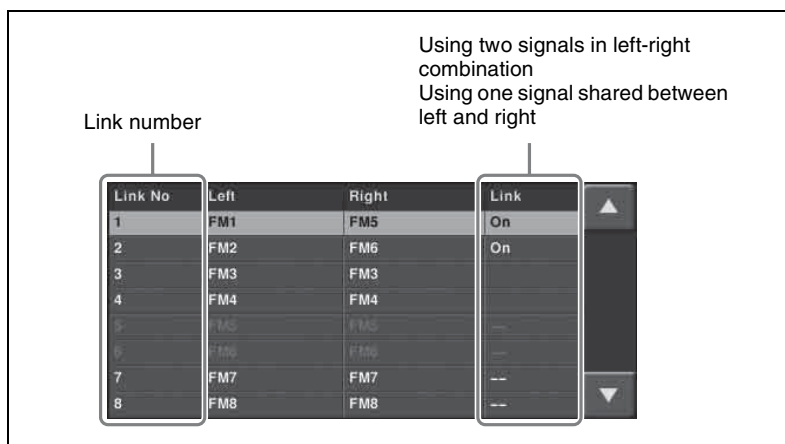 Using two signals in left-right
combination
Using one signal shared between
left and right
Link number
Link No Left Right Link
1 FM1 FM5 On
2 FM2 FM6 On
3 FM3 FM3
4 FM4 FM4
5 FM5 FM5 --
6 FM6 FM6 --
7 FM7 FM7 --
8 FM8 FM8 --